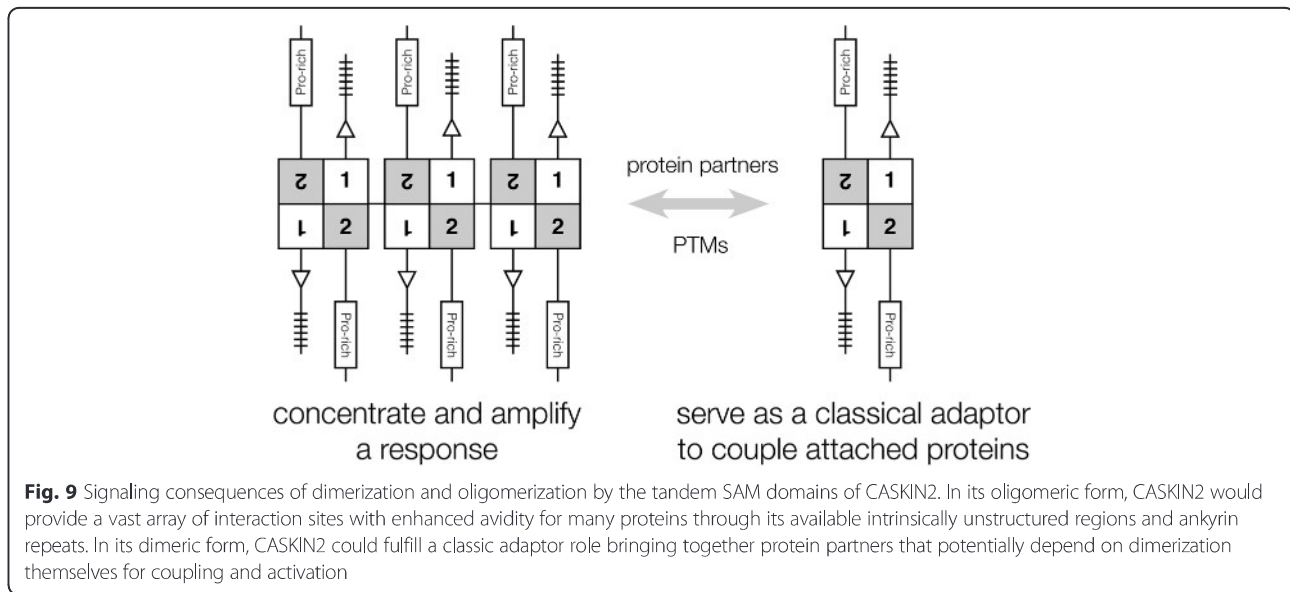 Pro-rich Pro-rich Pro-rich Pro-rich
2 1 2 1 2 1 2 1
1 2 1 2 1 2 1 2
Pro-rich Pro-rich Pro-rich Pro-rich
protein partners
PTMs
concentrate and amplify
a response
serve as a classical adaptor
to couple attached proteins
Fig. 9 Signaling consequences of dimerization and oligomerization by the tandem SAM domains of CASKIN2. In its oligomeric form, CASKIN2 would
provide a vast array of interaction sites with enhanced avidity for many proteins through its available intrinsically unstructured regions and ankyrin
repeats. In its dimeric form, CASKIN2 could fulfill a classic adaptor role bringing together protein partners that potentially depend on dimerization
themselves for coupling and activation